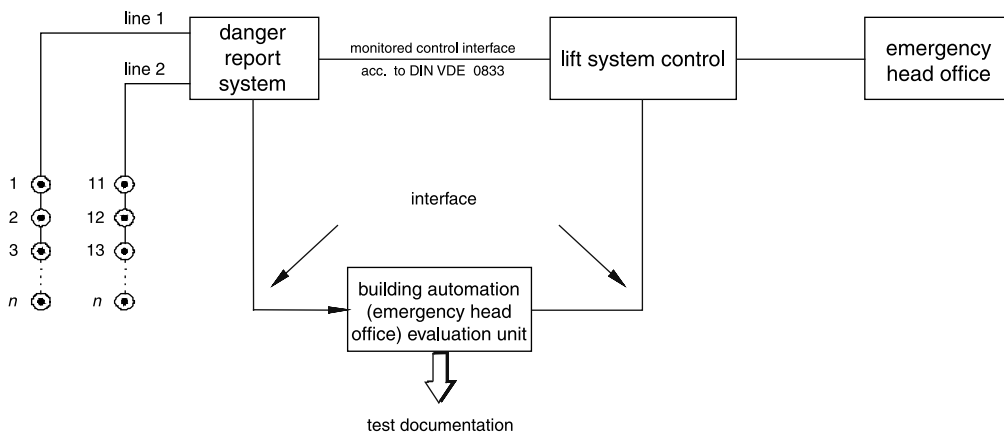 line 1
line 2
danger
report
system
monitored control interface
acc. to DIN VDE 0833
lift system control
emergency
head office
1
2
3
n
11
12
13
n
interface
building automation
(emergency head
office) evaluation unit
test documentation